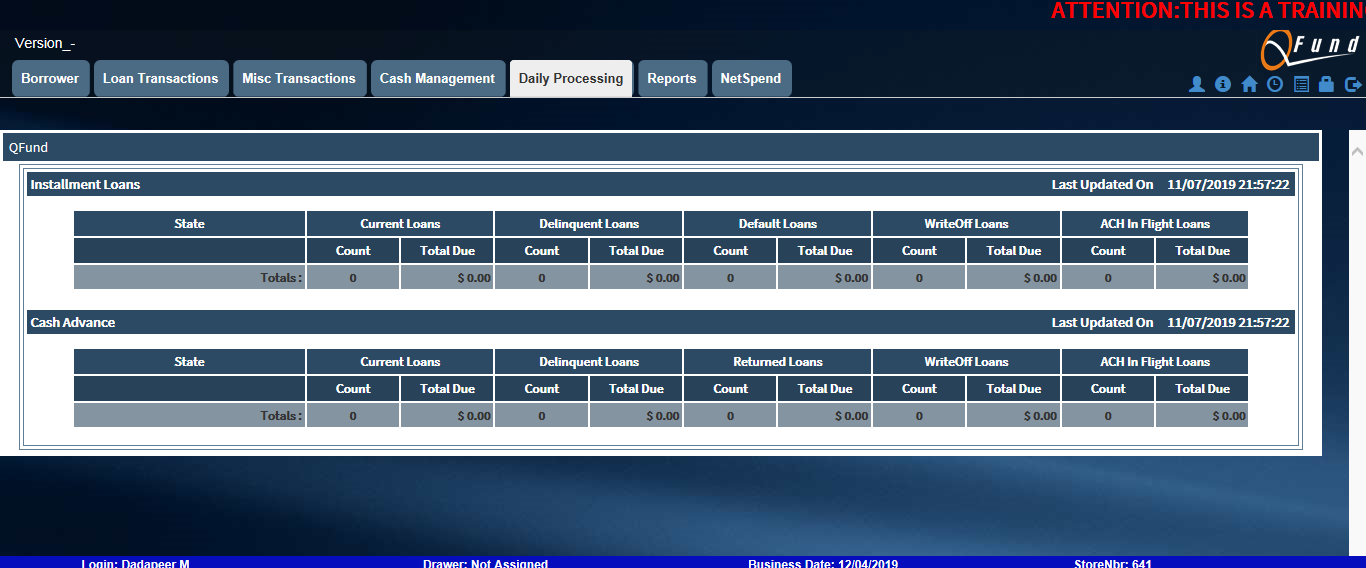 ATTENTION:THIS IS A TRAININ
Version_-
QFund
Borrower Loan Transactions Misc Transactions Cash Management Daily Processing Reports NetSpend
QFund
Installment Loans Last Updated On 11/07/2019 21:57:22
State Current Loans Delinquent Loans Default Loans WriteOff Loans ACH In Flight Loans
Count Total Due Count Total Due Count Total Due Count Total Due Count Total Due
Totals : 0 $ 0.00 0 $ 0.00 0 $ 0.00 0 $ 0.00 0 $ 0.00
Cash Advance Last Updated On 11/07/2019 21:57:22
State Current Loans Delinquent Loans Returned Loans WriteOff Loans ACH In Flight Loans
Count Total Due Count Total Due Count Total Due Count Total Due Count Total Due
Totals : 0 $ 0.00 0 $ 0.00 0 $ 0.00 0 $ 0.00 0 $ 0.00
Login: Dadapeer M Drawer: Not Assigned Business Date: 12/04/2019 StoreNbr: 641